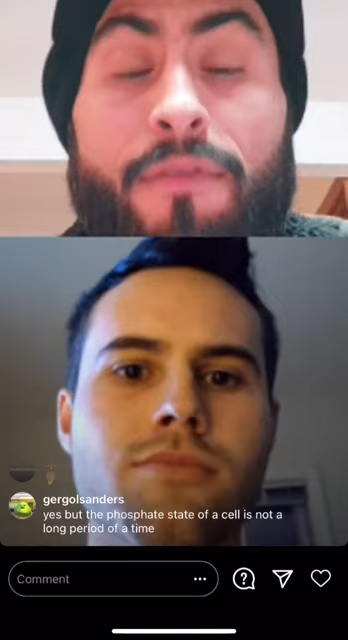 gergolsanders
yes but the phosphate state of a cell is not a
long period of a time
Comment